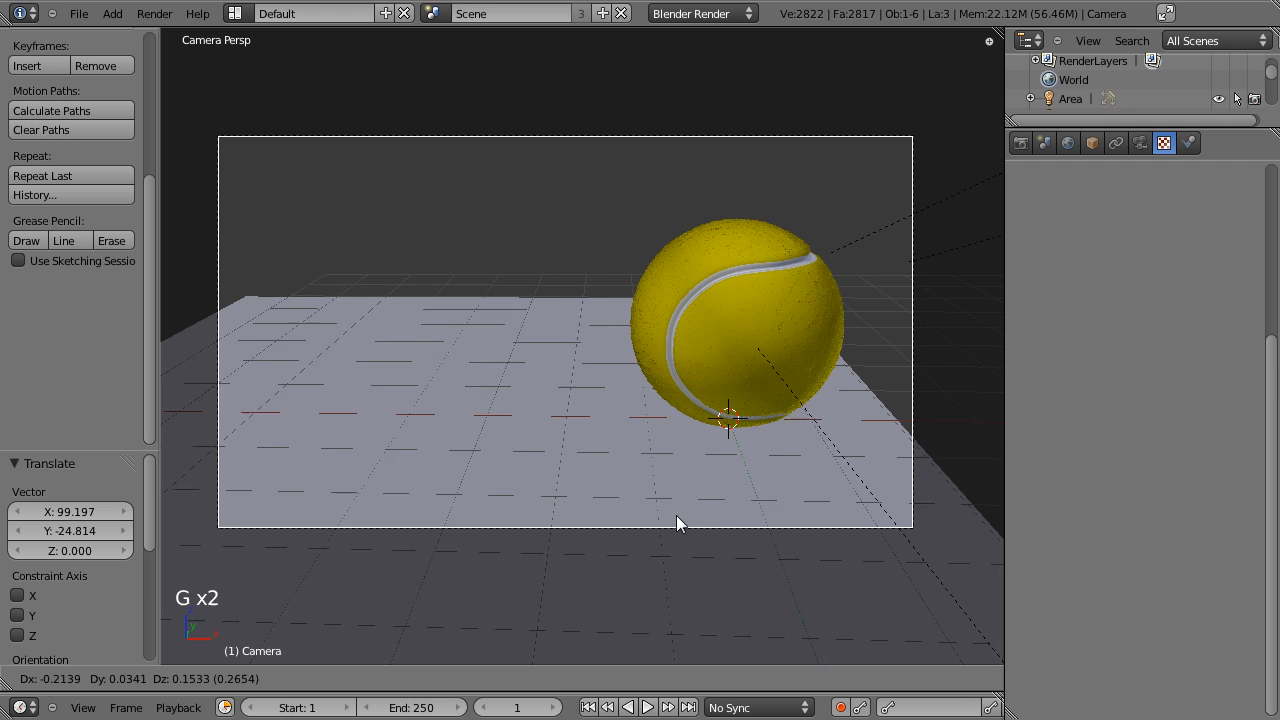 File Render Window Help Default Scene 3 Blender Render Ve:2822 | Fa:2817 | Ob:1-6 | La:3 | Mem:22.12M (56.46M) | Camera
Keyframes:
Insert Remove
Motion Paths:
Calculate Paths
Clear Paths
Repeat:
Repeat Last
History...
Grease Pencil:
Draw Line Erase
Use Sketching Sessio
Translate
Vector
X: 99.197
Y: -24.814
Z: 0.000
Constraint Axis
X
Y
Z
Orientation
Camera Persp
G x2
z
y
x
(1) Camera
Dx: -0.2139 Dy: 0.0341 Dz: 0.1533 (0.2654)
View Search All Scenes
RenderLayers |
World
Area |
View Frame Playback Start: 1 End: 250 1 No Sync